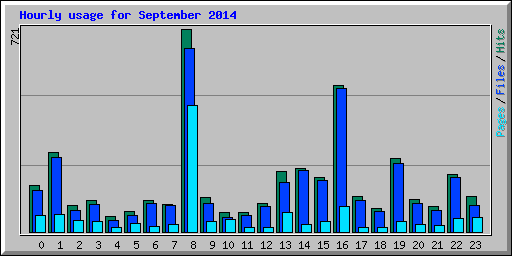 Hourly usage for September 2014
721
Pages/Files/Hits
0 1 2 3 4 5 6 7 8 9 10 11 12 13 14 15 16 17 18 19 20 21 22 23